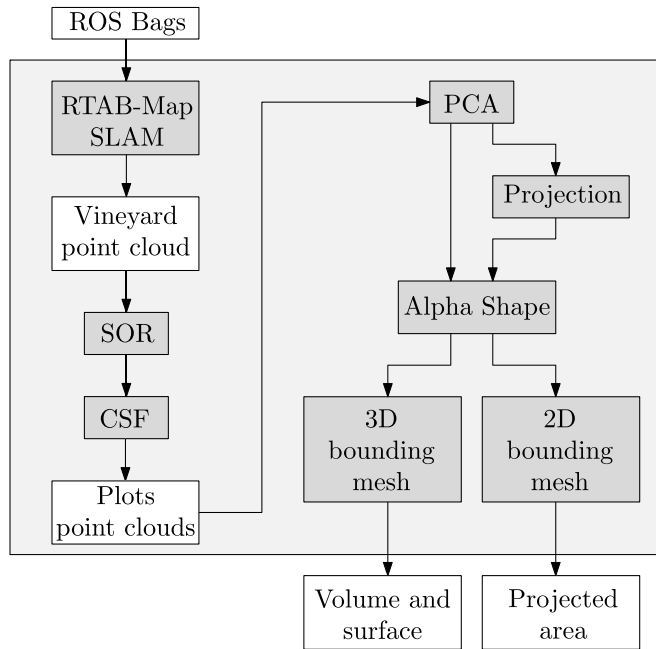 ROS Bags
RTAB-Map
SLAM
Vineyard
point cloud
SOR
CSF
Plots
point clouds
PCA
Projection
Alpha Shape
3D
bounding
mesh
2D
bounding
mesh
Volume and
surface
Projected
area